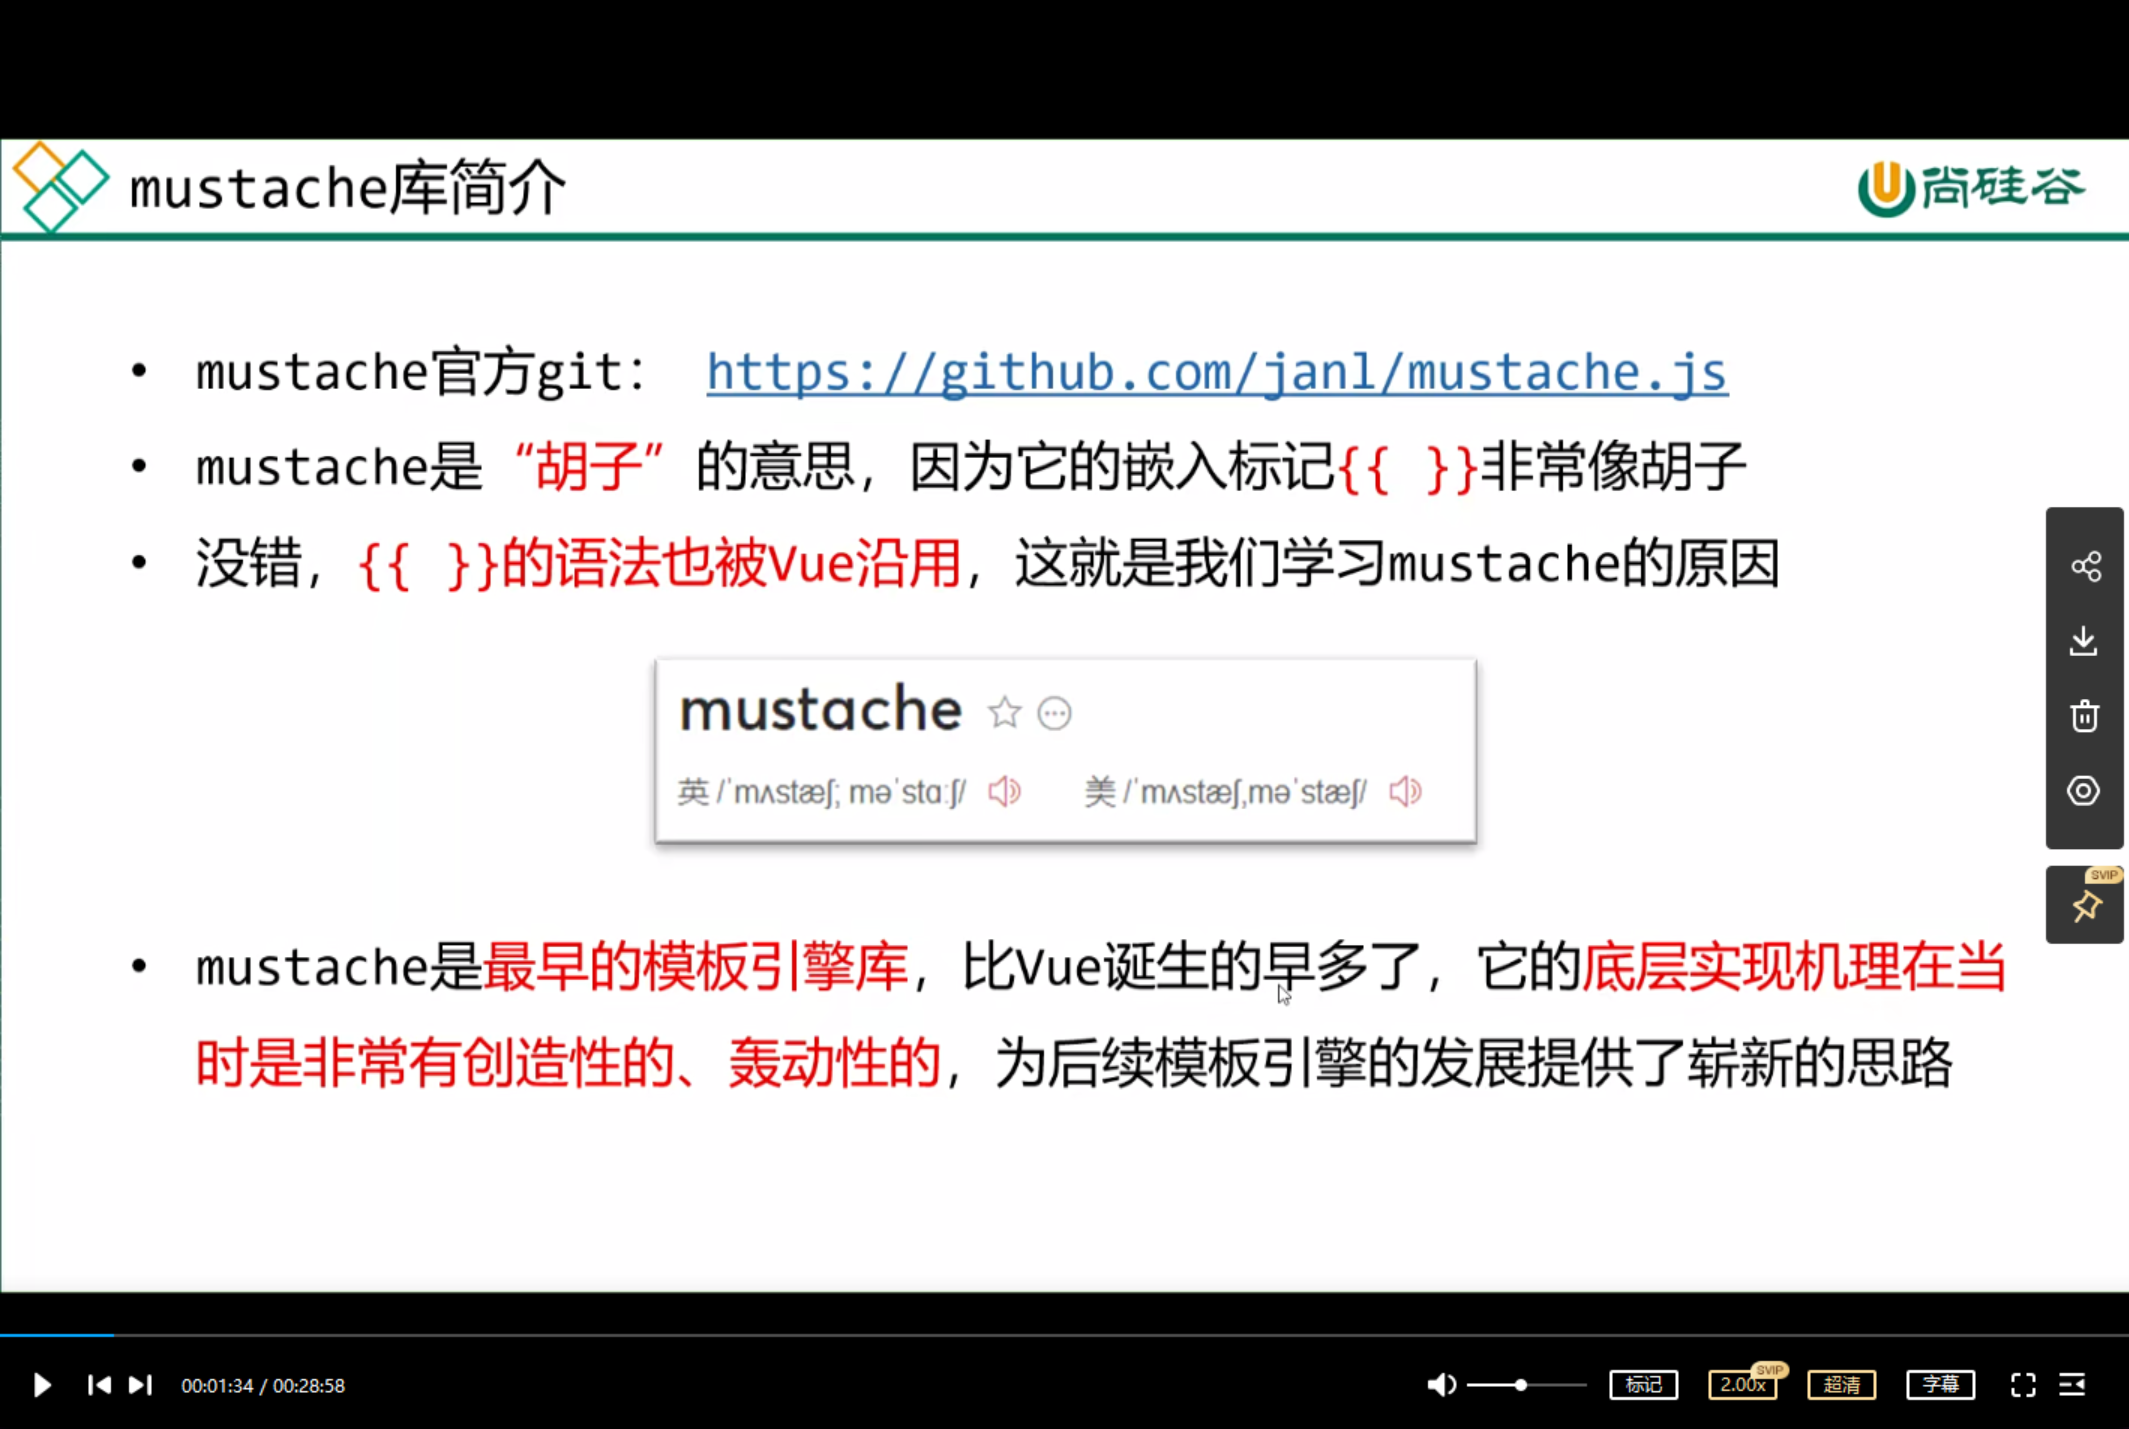 mustache库简介
尚硅谷
• mustache官方git： https://github.com/janl/mustache.js
• mustache是“胡子”的意思，因为它的嵌入标记{{ }}非常像胡子
• 没错，{{ }}的语法也被Vue沿用，这就是我们学习mustache的原因
mustache
英 /ˈmʌstæʃ; məˈstɑːʃ/ 美 /ˈmʌstæʃ,məˈstæʃ/
SVIP
• mustache是最早的模板引擎库，比Vue诞生的早多了，它的底层实现机理在当
时是非常有创造性的、轰动性的，为后续模板引擎的发展提供了崭新的思路
00:01:34 / 00:28:58
标记
2.00x
SVIP
超清
字幕